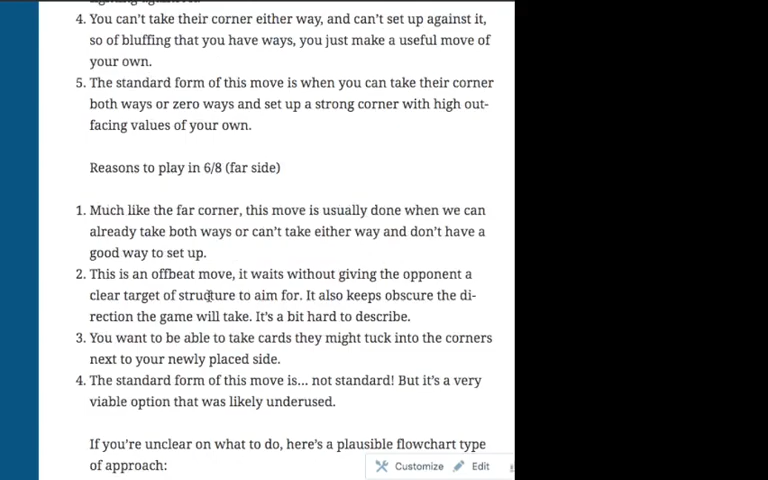 4. You can't take their corner either way, and can't set up against it,
so of bluffing that you have ways, you just make a useful move of
your own.
5. The standard form of this move is when you can take their corner
both ways or zero ways and set up a strong corner with high out-
facing values of your own.
Reasons to play in 6/8 (far side)
1. Much like the far corner, this move is usually done when we can
already take both ways or can't take either way and don't have a
good way to set up.
2. This is an offbeat move, it waits without giving the opponent a
clear target of structure to aim for. It also keeps obscure the di-
rection the game will take. It's a bit hard to describe.
3. You want to be able to take cards they might tuck into the corners
next to your newly placed side.
4. The standard form of this move is... not standard! But it's a very
viable option that was likely underused.
If you're unclear on what to do, here's a plausible flowchart type
of approach:
Customize Edit